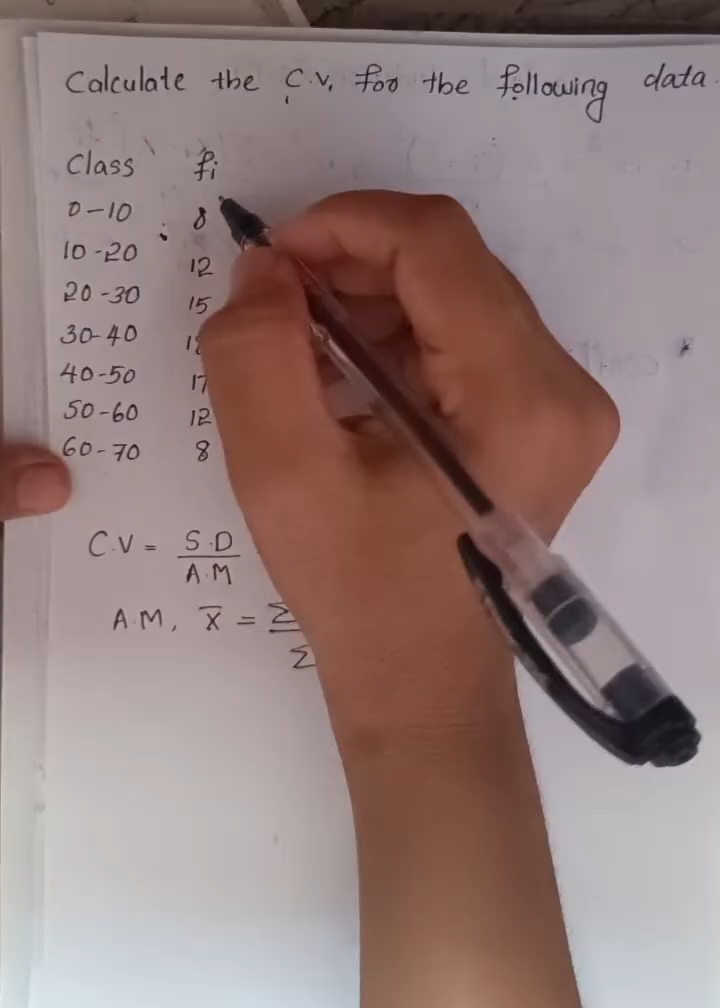 Calculate the C.V. for the following data.
Class fi
0-10 8
10-20 12
20-30 15
30-40
40-50 17
50-60 12
60-70 8
C.V = S.D / A.M
A.M, X̅ = Σ / Σ